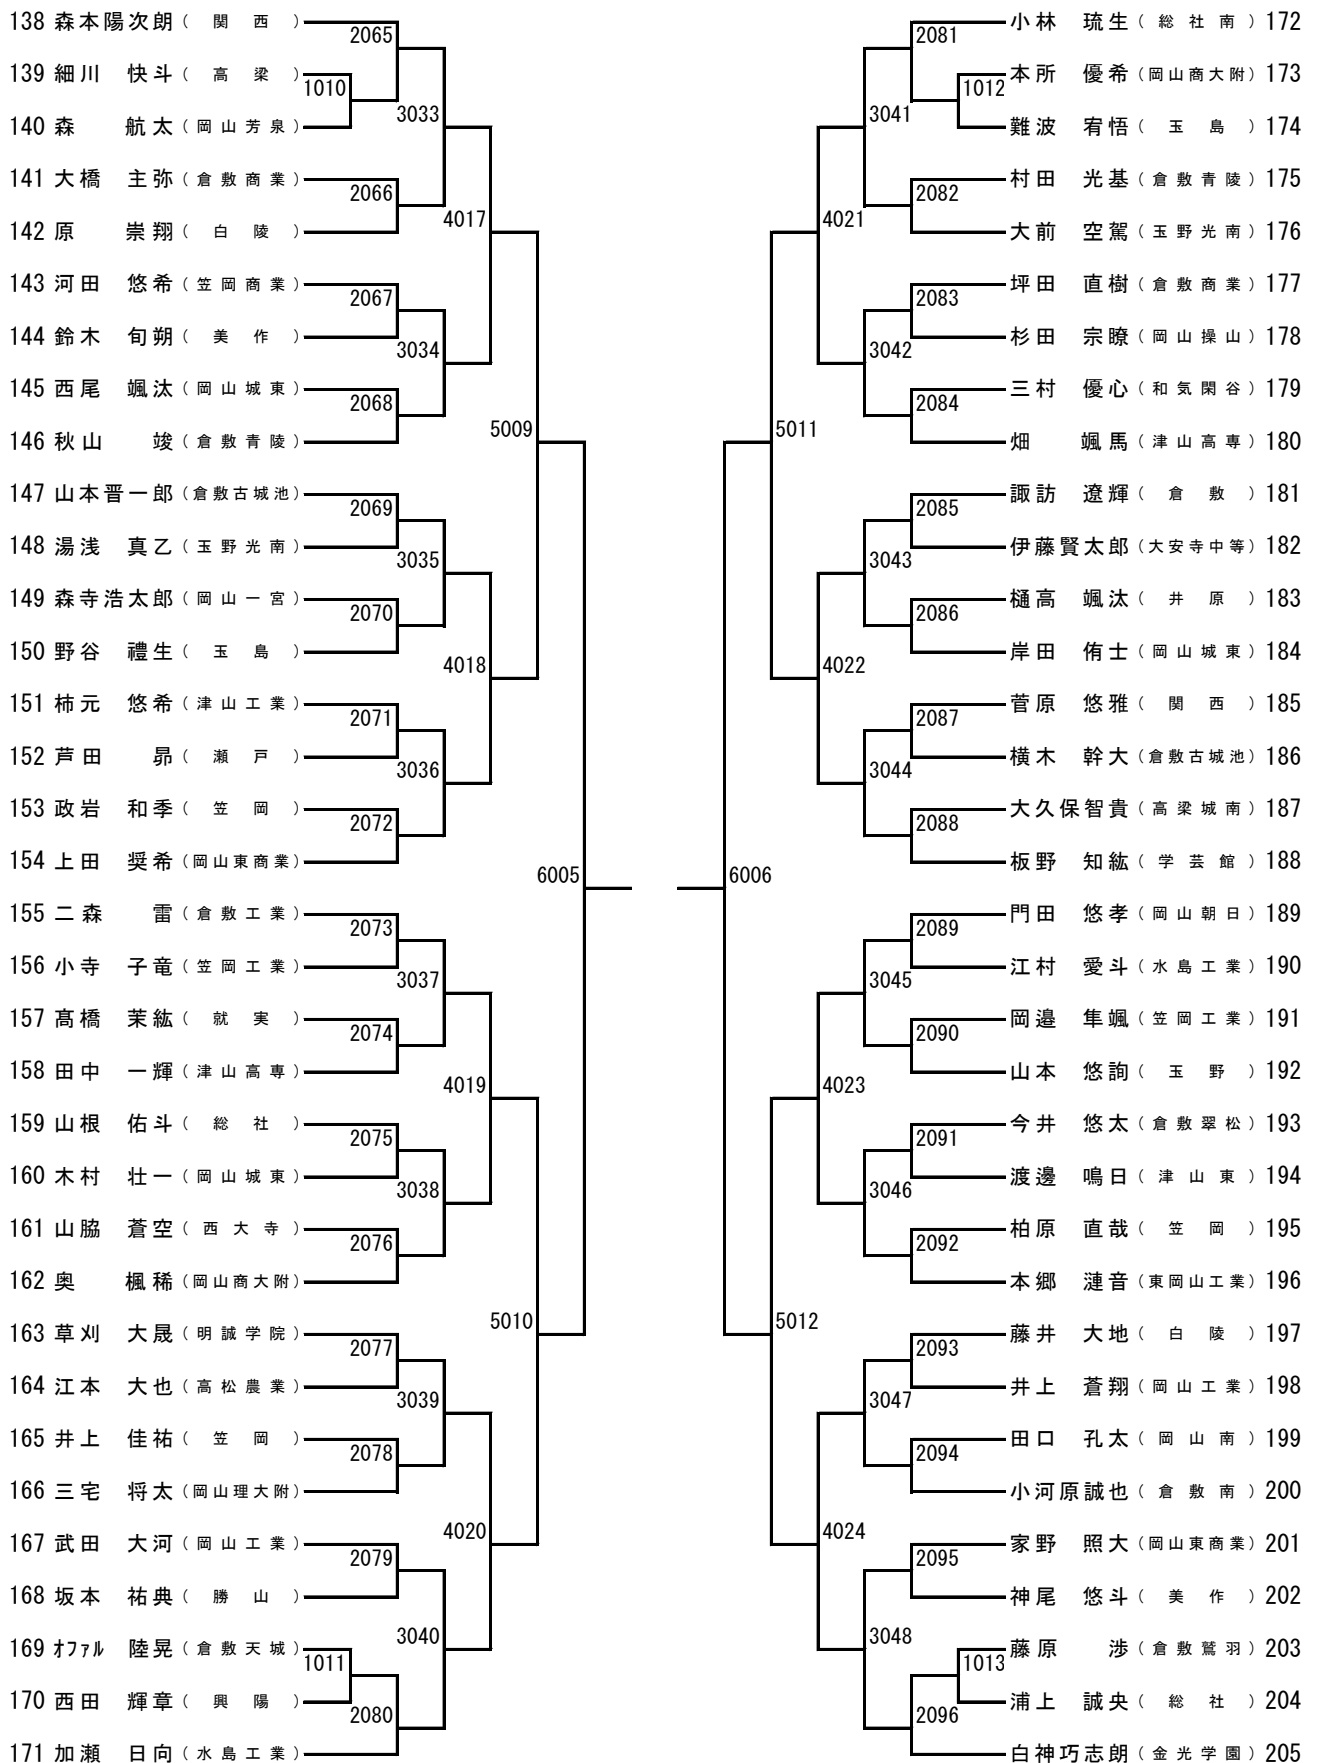 138 森本陽次朗（関西）
2065
139 細川 快斗（高梁）
1010
140 森 航太（岡山芳泉）
3033
141 大橋 主弥（倉敷商業）
2066
142 原 崇翔（白陵）
4017
143 河田 悠希（笠岡商業）
2067
144 鈴木 旬朔（美作）
3034
145 西尾 颯汰（岡山城東）
2068
146 秋山 竣（倉敷青陵）
5009
147 山本晋一郎（倉敷古城池）
2069
148 湯浅 真乙（玉野光南）
3035
149 森寺浩太郎（岡山一宮）
2070
150 野谷 禮生（玉島）
4018
151 柿元 悠希（津山工業）
2071
152 芦田 昴（瀬戸）
3036
153 政岩 和季（笠岡）
2072
154 上田 奨希（岡山東商業）
6005
155 二森 雷（倉敷工業）
2073
156 小寺 子竜（笠岡工業）
3037
157 髙橋 茉紘（就実）
2074
158 田中 一輝（津山高専）
4019
159 山根 佑斗（総社）
2075
160 木村 壮一（岡山城東）
3038
161 山脇 蒼空（西大寺）
2076
162 奥 楓稀（岡山商大附）
5010
163 草刈 大晟（明誠学院）
2077
164 江本 大也（高松農業）
3039
165 井上 佳祐（笠岡）
2078
166 三宅 将太（岡山理大附）
4020
167 武田 大河（岡山工業）
2079
168 坂本 祐典（勝山）
3040
169 ｵﾌｧﾙ 陸晃（倉敷天城）
1011
170 西田 輝章（興陽）
2080
171 加瀬 日向（水島工業）
小林 琉生（総社南）172
2081
本所 優希（岡山商大附）173
1012
難波 宥悟（玉島）174
3041
村田 光基（倉敷青陵）175
2082
大前 空駕（玉野光南）176
4021
坪田 直樹（倉敷商業）177
2083
杉田 宗瞭（岡山操山）178
3042
三村 優心（和気閑谷）179
2084
畑 颯馬（津山高専）180
5011
諏訪 遼輝（倉敷）181
2085
伊藤賢太郎（大安寺中等）182
3043
樋高 颯汰（井原）183
2086
岸田 侑士（岡山城東）184
4022
菅原 悠雅（関西）185
2087
横木 幹大（倉敷古城池）186
3044
大久保智貴（高梁城南）187
2088
板野 知紘（学芸館）188
6006
門田 悠孝（岡山朝日）189
2089
江村 愛斗（水島工業）190
3045
岡邉 隼颯（笠岡工業）191
2090
山本 悠詢（玉野）192
4023
今井 悠太（倉敷翠松）193
2091
渡邊 鳴日（津山東）194
3046
柏原 直哉（笠岡）195
2092
本郷 漣音（東岡山工業）196
5012
藤井 大地（白陵）197
2093
井上 蒼翔（岡山工業）198
3047
田口 孔太（岡山南）199
2094
小河原誠也（倉敷南）200
4024
家野 照大（岡山東商業）201
2095
神尾 悠斗（美作）202
3048
藤原 渉（倉敷鷲羽）203
1013
浦上 誠央（総社）204
2096
白神巧志朗（金光学園）205